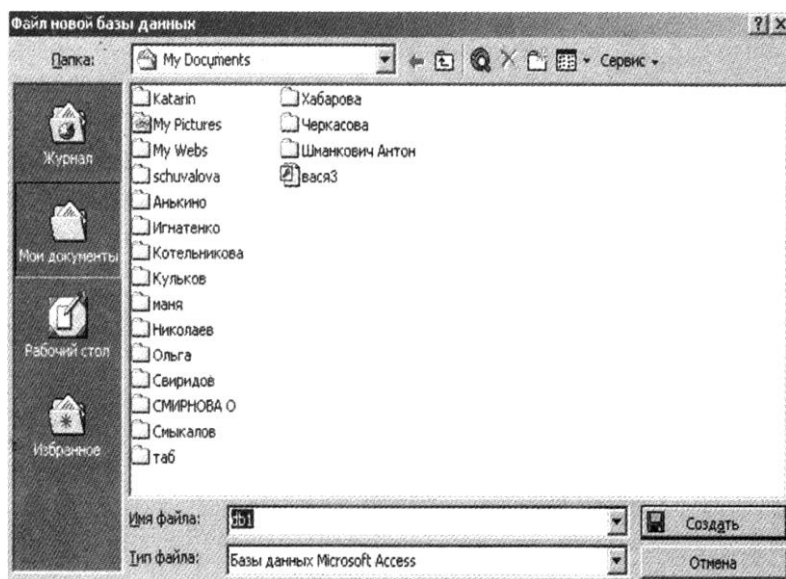 Файл новой базы данных
Папка: My Documents Сервис
Журнал
Мои документы
Рабочий стол
Избранное
Katarin
My Pictures
My Webs
schuvalova
Анькино
Игнатенко
Котельникова
Кульков
маня
Николаев
Ольга
Свиридов
СМИРНОВА О
Смыкалов
таб
Хабарова
Черкасова
Шманкович Антон
вася3
Имя файла: db1 Создать
Тип файла: Базы данных Microsoft Access Отмена